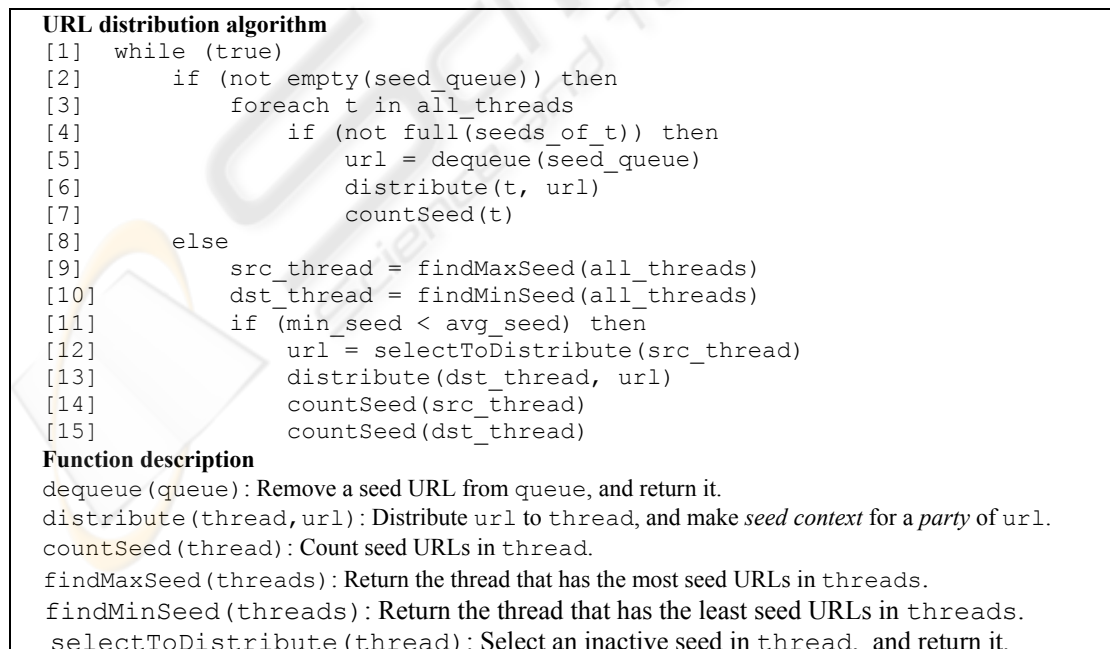 URL distribution algorithm
[1] while (true)
[2] if (not empty(seed_queue)) then
[3] foreach t in all_threads
[4] if (not full(seeds_of_t)) then
[5] url = dequeue(seed_queue)
[6] distribute(t, url)
[7] countSeed(t)
[8] else
[9] src_thread = findMaxSeed(all_threads)
[10] dst_thread = findMinSeed(all_threads)
[11] if (min_seed < avg_seed) then
[12] url = selectToDistribute(src_thread)
[13] distribute(dst_thread, url)
[14] countSeed(src_thread)
[15] countSeed(dst_thread)
Function description
dequeue(queue): Remove a seed URL from queue, and return it.
distribute(thread,url): Distribute url to thread, and make seed context for a party of url.
countSeed(thread): Count seed URLs in thread.
findMaxSeed(threads): Return the thread that has the most seed URLs in threads.
findMinSeed(threads): Return the thread that has the least seed URLs in threads.
selectToDistribute(thread): Select an inactive seed in thread, and return it.